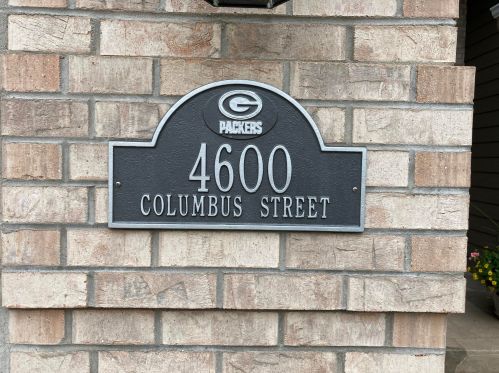 G
PACKERS
4600
COLUMBUS STREET